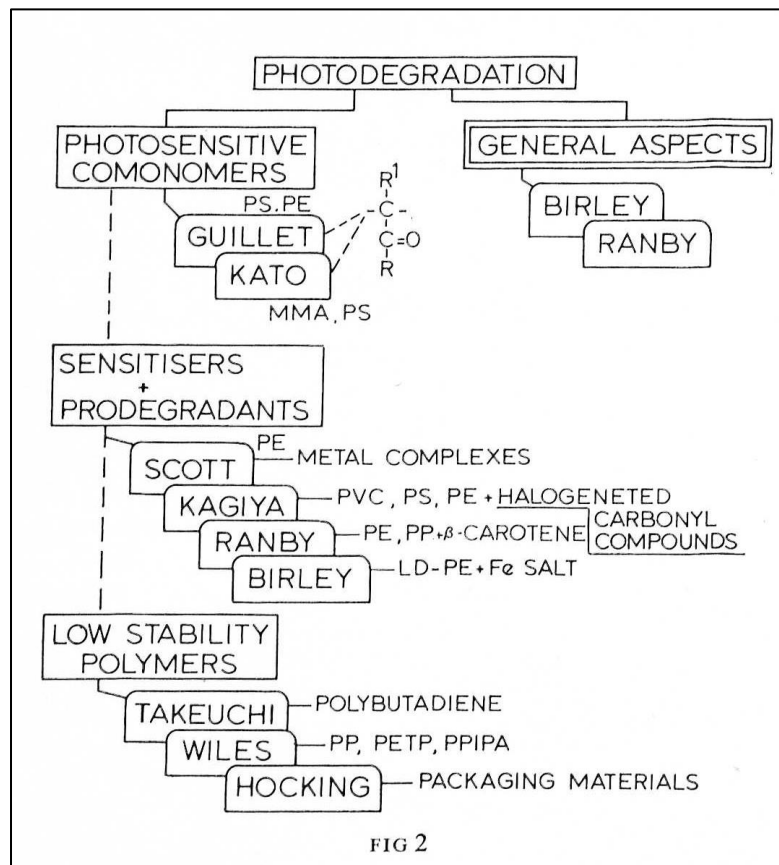 PHOTODEGRADATION
PHOTOSENSITIVE
COMONOMERS
GENERAL ASPECTS
PS.PE
GUILLET
KATO
MMA, PS
R¹
C
C=O
R
BIRLEY
RANBY
SENSITISERS
+
PRODEGRADANTS
PE
SCOTT
METAL COMPLEXES
KAGIYA
PVC, PS, PE + HALOGENETED
CARBONYL
COMPOUNDS
RANBY
PE, PP+β-CAROTENE
BIRLEY
LD-PE+Fe SALT
LOW STABILITY
POLYMERS
TAKEUCHI
POLYBUTADIENE
WILES
PP, PETP, PPIPA
HOCKING
PACKAGING MATERIALS
FIG 2